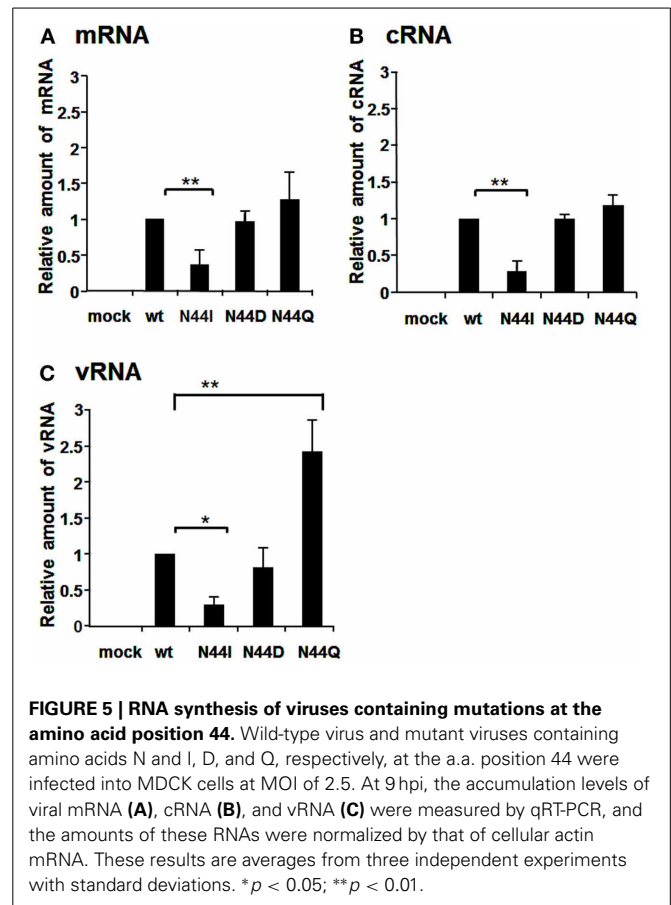 A mRNA
Relative amount of mRNA
3
2.5
2
1.5
1
0.5
0
**
mock wt N44I N44D N44Q
B cRNA
Relative amount of cRNA
3
2.5
2
1.5
1
0.5
0
**
mock wt N44I N44D N44Q
C vRNA
Relative amount of vRNA
3
2.5
2
1.5
1
0.5
0
**
*
mock wt N44I N44D N44Q
FIGURE 5 | RNA synthesis of viruses containing mutations at the
amino acid position 44. Wild-type virus and mutant viruses containing
amino acids N and I, D, and Q, respectively, at the a.a. position 44 were
infected into MDCK cells at MOI of 2.5. At 9 hpi, the accumulation levels of
viral mRNA (A), cRNA (B), and vRNA (C) were measured by qRT-PCR, and
the amounts of these RNAs were normalized by that of cellular actin
mRNA. These results are averages from three independent experiments
with standard deviations. *p < 0.05; **p < 0.01.